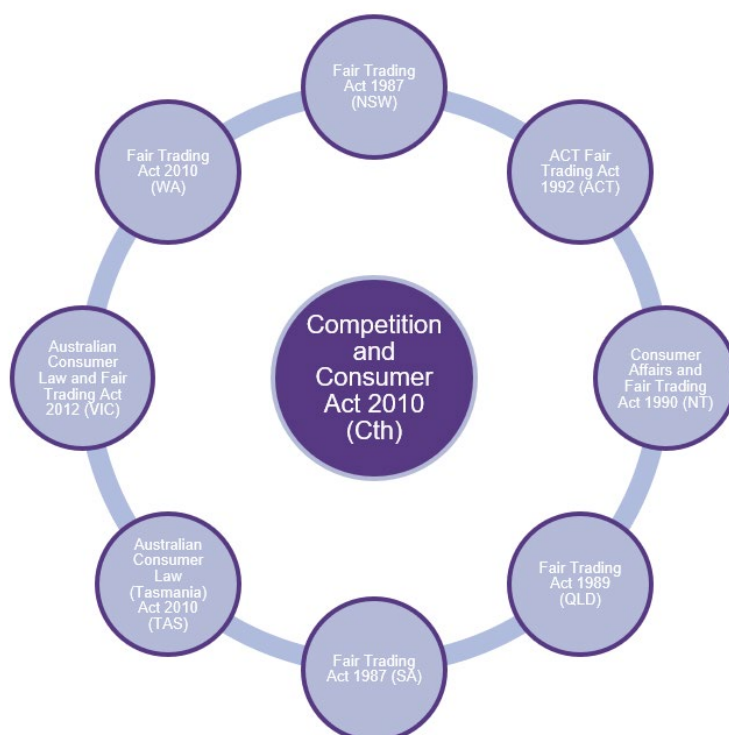 Fair Trading
Act 1987
(NSW)
ACT Fair
Trading Act
1992 (ACT)
Consumer
Affairs and
Fair Trading
Act 1990 (NT)
Fair Trading
Act 1989
(QLD)
Fair Trading
Act 1987 (SA)
Australian
Consumer
Law
(Tasmania)
Act 2010
(TAS)
Australian
Consumer
Law and Fair
Trading Act
2012 (VIC)
Fair Trading
Act 2010
(WA)
Competition
and
Consumer
Act 2010
(Cth)